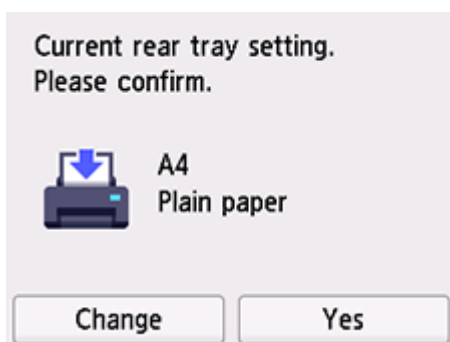 Current rear tray setting.
Please confirm.
A4
Plain paper
Change
Yes